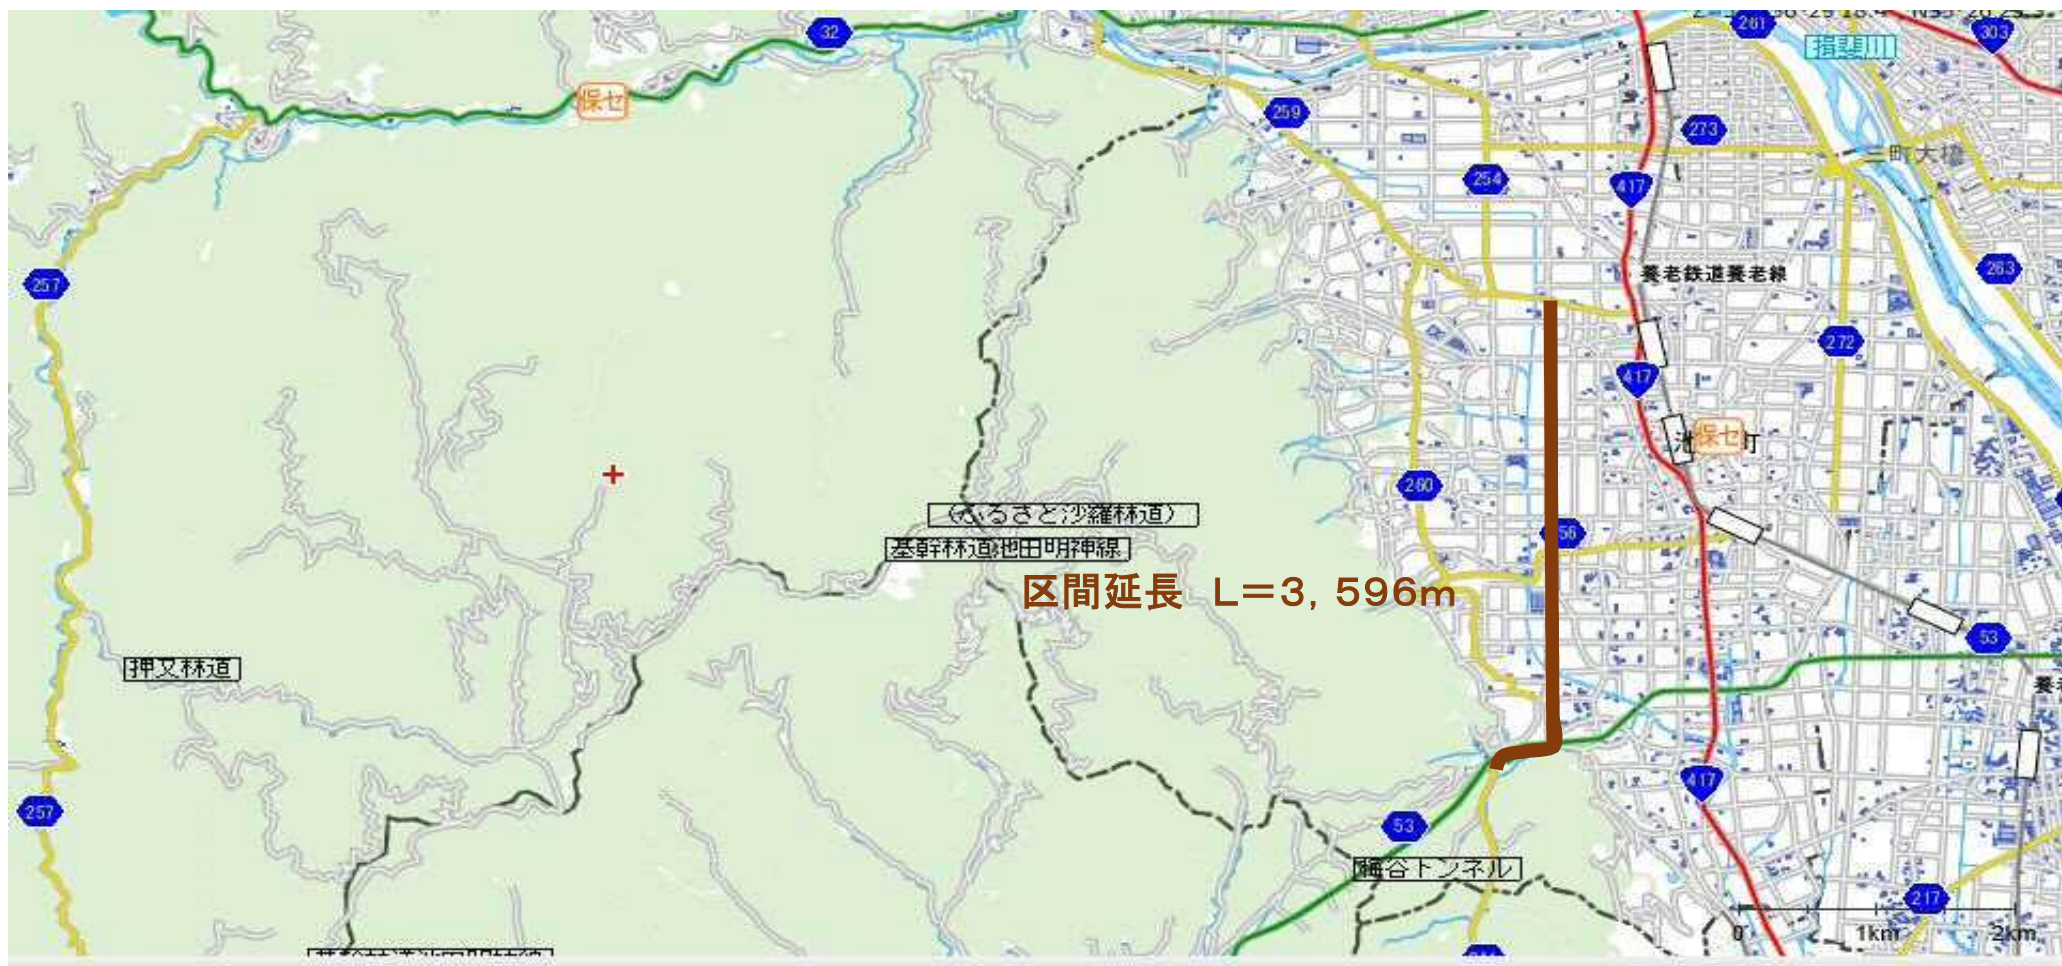 32
261
303
揖斐川
保セ
259
273
三町大橋
254
417
257
263
養老鉄道養老線
272
417
保セ
町
260
(ふるさと沙羅林道)
56
基幹林道池田明神線
区間延長 L=3,596m
53
押又林道
養
417
257
53
梅谷トンネル
217
0 1km 2km